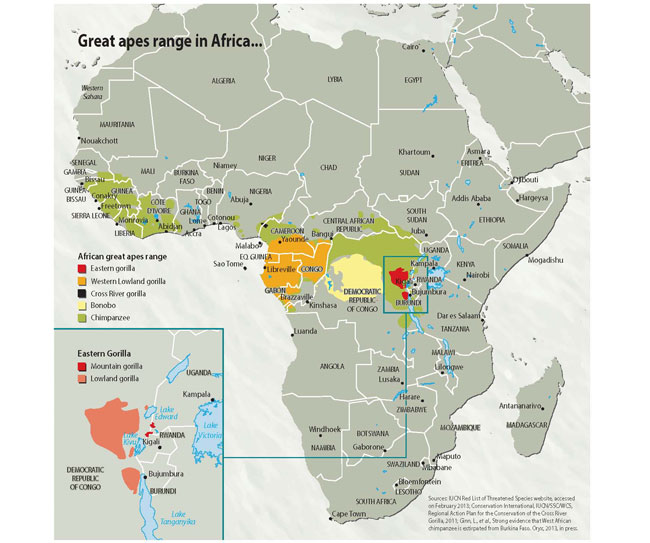 Great apes range in Africa...
Cairo
ALGERIA
LYBIA
EGYPT
Western
Sahara
MAURITANIA
Nouakchott
NIGER
Khartoum
Asmara
ERITREA
SENEGAL
MALI
CHAD
SUDAN
GAMBIA
BURKINA
FASO
Niamey
Djibouti
Bissau
GUINEA
BISSAU
GUINEA
BENIN
NIGERIA
Abuja
Addis Ababa
Hargeysa
Conakry
Freetown
SIERRA LEONE
CÔTE
D'IVOIRE
GHANA
TOGO
Lomé
Cotonou
Lagos
ETHIOPIA
Monrovia
LIBERIA
Abidjan
Accra
CAMEROON
CENTRAL AFRICAN
REPUBLIC
SOUTH
SUDAN
Juba
SOMALIA
Malabo
Yaounde
Bangui
EQ. GUINEA
UGANDA
Kampala
KENYA
Mogadishu
Sao Tome
Libreville
CONGO
RWANDA
Nairobi
GABON
Brazzaville
Kinshasa
DEMOCRATIC
REPUBLIC
OF CONGO
Kigali
Bujumbura
BURUNDI
African great apes range
Eastern gorilla
Western Lowland gorilla
Cross River gorilla
Bonobo
Chimpanzee
Dar es Salaam
TANZANIA
Luanda
ANGOLA
ZAMBIA
Lusaka
MALAWI
Lilongwe
Harare
ZIMBABWE
Antananarivo
MADAGASCAR
Windhoek
NAMIBIA
BOTSWANA
Gaborone
MOZAMBIQUE
Maputo
SWAZILAND
Mbabane
Bloemfontein
LESOTHO
SOUTH AFRICA
Cape Town
Eastern Gorilla
Mountain gorilla
Lowland gorilla
UGANDA
Kampala
Lake
Edward
Lake
Victoria
Lake
Kivu
RWANDA
Kigali
DEMOCRATIC
REPUBLIC
OF CONGO
Bujumbura
BURUNDI
Lake
Tanganyika
Sources: IUCN Red List of Threatened Species website, accessed
on February 2013, Conservation International, IUCN/SSC/WCS,
Regional Action Plan for the Conservation of the Cross River
Gorilla, 2011; Ginn, L., et al., Strong evidence that West African
chimpanzee is extirpated from Burkina Faso. Oryx, 2013, in press.